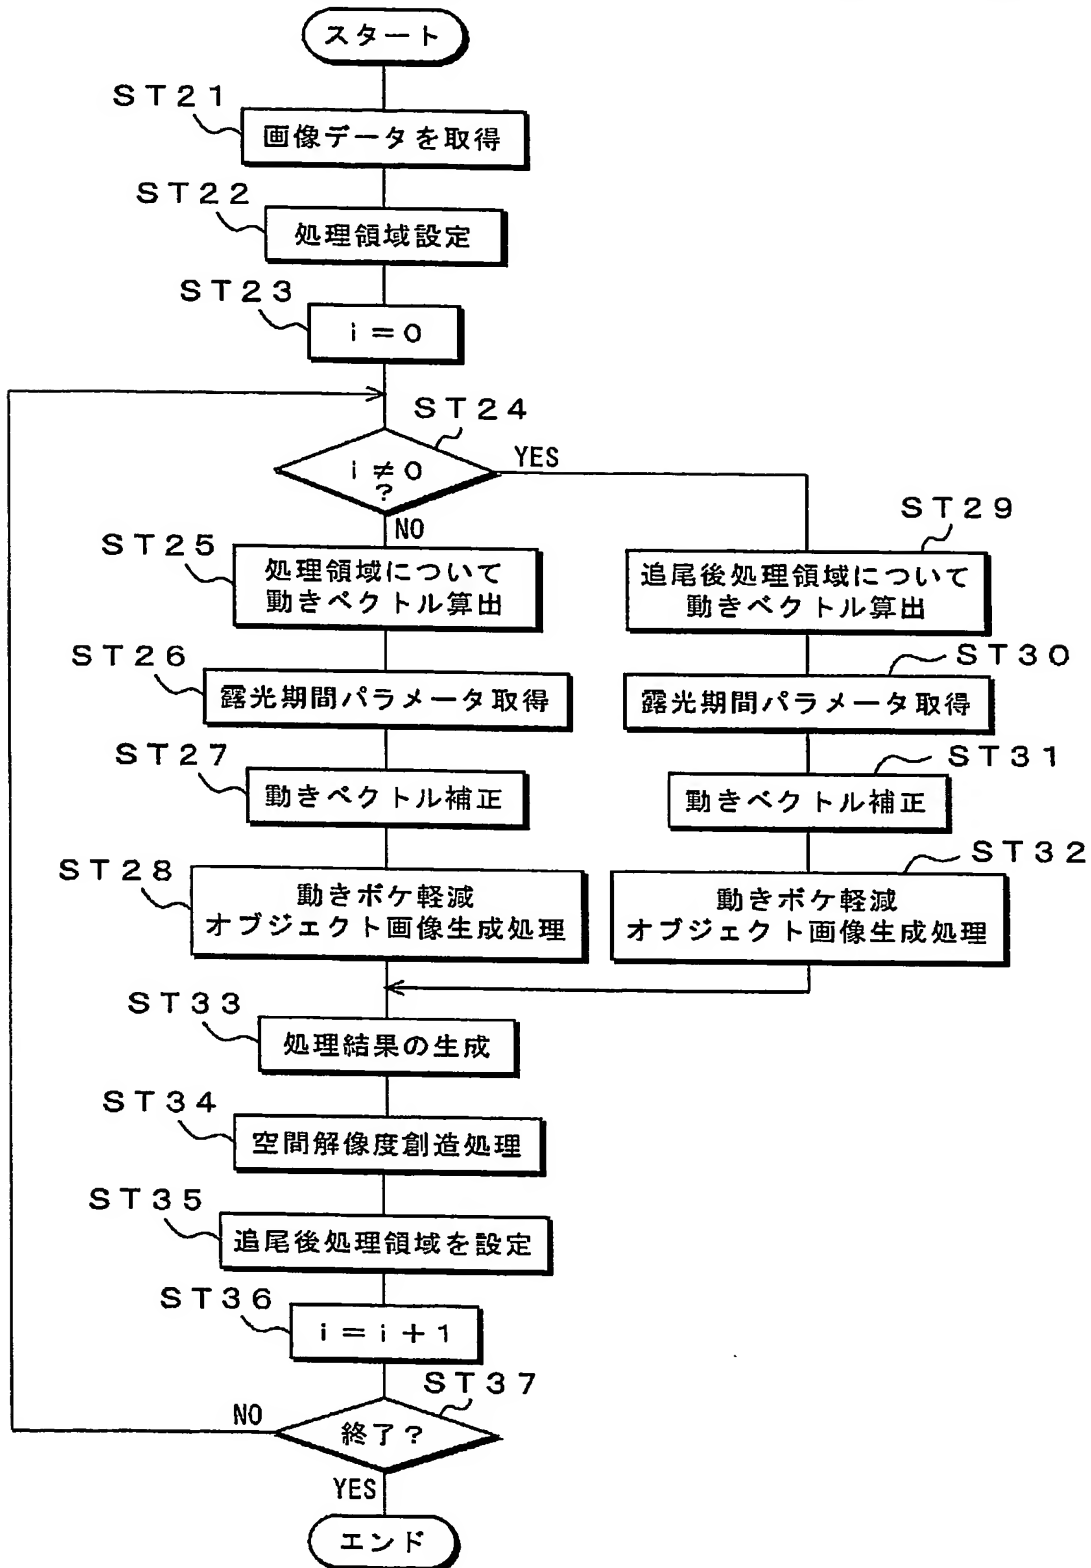 スタート
ST21
画像データを取得
ST22
処理領域設定
ST23
i=0
ST24
i≠0
?
YES
NO
ST25
処理領域について
動きベクトル算出
ST26
露光期間パラメータ取得
ST27
動きベクトル補正
ST28
動きボケ軽減
オブジェクト画像生成処理
ST29
追尾後処理領域について
動きベクトル算出
ST30
露光期間パラメータ取得
ST31
動きベクトル補正
ST32
動きボケ軽減
オブジェクト画像生成処理
ST33
処理結果の生成
ST34
空間解像度創造処理
ST35
追尾後処理領域を設定
ST36
i=i+1
ST37
終了?
NO
YES
エンド